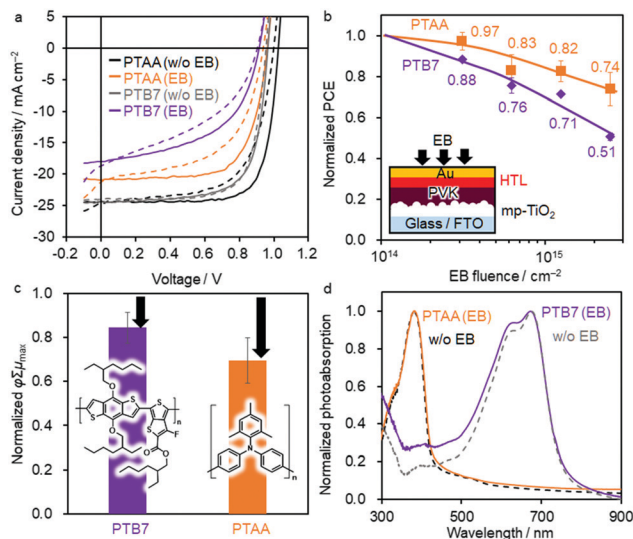 a
Current density / mA cm⁻²
5
0
-5
-10
-15
-20
-25
-30
0.0 0.2 0.4 0.6 0.8 1.0 1.2
Voltage / V
PTAA (w/o EB)
PTAA (EB)
PTB7 (w/o EB)
PTB7 (EB)
b
Normalized PCE
1.0
0.8
0.6
0.4
0.2
0.0
10¹⁴ 10¹⁵
EB fluence / cm⁻²
PTAA
0.97
0.83
0.82
0.74
PTB7
0.88
0.76
0.71
0.51
EB
Au
HTL
PVK
mp-TiO₂
Glass / FTO
c
Normalized φΣμmax
1.0
0.8
0.6
0.4
0.2
0.0
O
S
S
S
S
F
O
O
O
n
N
n
PTB7 PTAA
d
Normalized photoabsorption
1.0
0.8
0.6
0.4
0.2
0.0
300 500 700 900
Wavelength / nm
PTAA (EB)
w/o EB
PTB7 (EB)
w/o EB